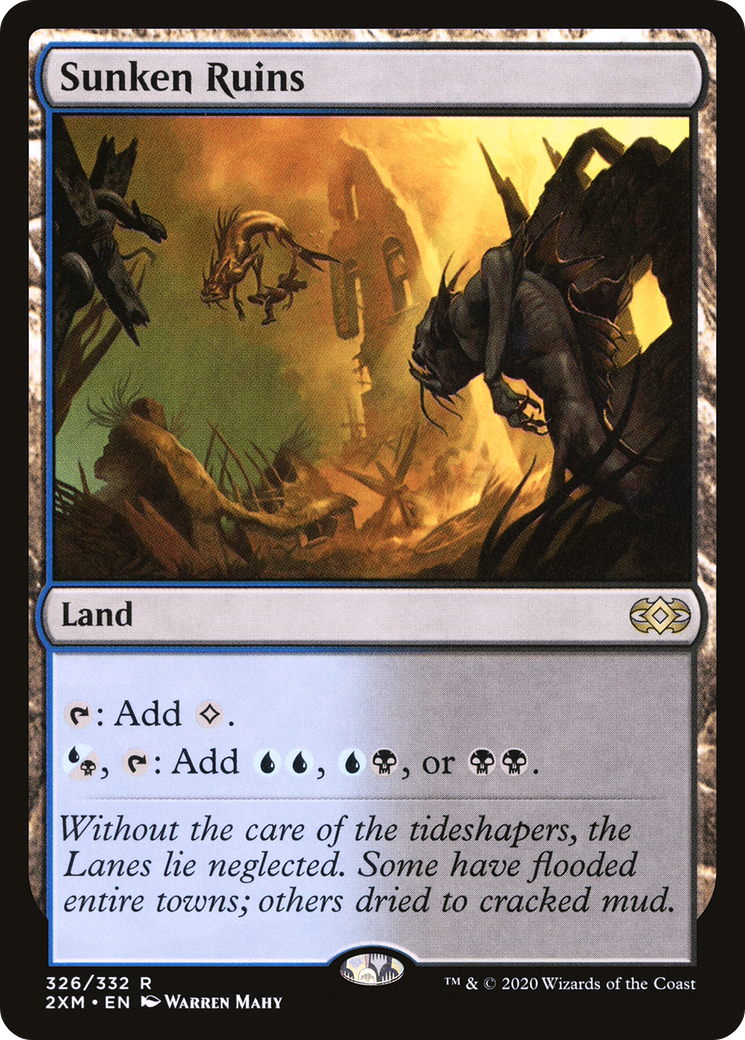 Sunken Ruins
Land
: Add .
, : Add , , or .
Without the care of the tideshapers, the
Lanes lie neglected. Some have flooded
entire towns; others dried to cracked mud.
326/332 R
2XM • EN Warren Mahy
™ & © 2020 Wizards of the Coast